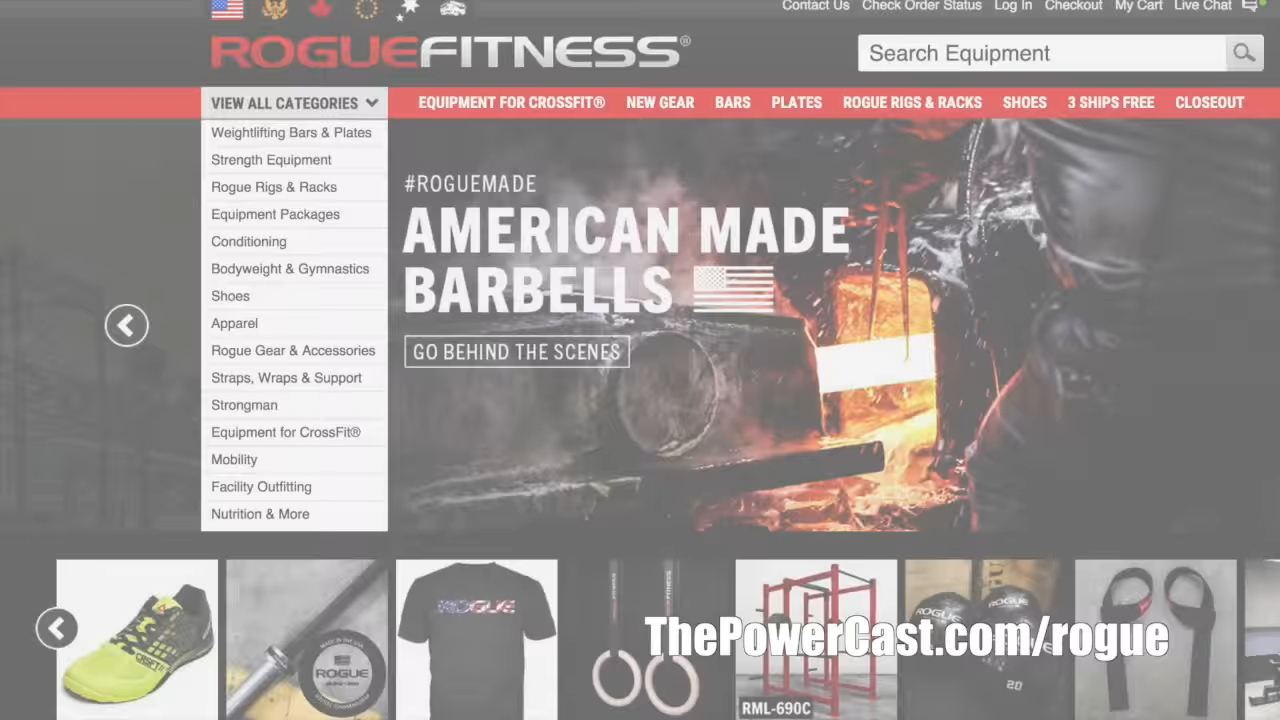 Contact Us Check Order Status Log In Checkout My Cart Live Chat
ROGUEFITNESS®
Search Equipment
VIEW ALL CATEGORIES
EQUIPMENT FOR CROSSFIT® NEW GEAR BARS PLATES ROGUE RIGS & RACKS SHOES 3 SHIPS FREE CLOSEOUT
Weightlifting Bars & Plates
Strength Equipment
Rogue Rigs & Racks
Equipment Packages
Conditioning
Bodyweight & Gymnastics
Shoes
Apparel
Rogue Gear & Accessories
Straps, Wraps & Support
Strongman
Equipment for CrossFit®
Mobility
Facility Outfitting
Nutrition & More
#ROGUEMADE
AMERICAN MADE
BARBELLS
GO BEHIND THE SCENES
ROGUE
ROGUE
ROGUE
ROGUE
20
RML-690C
ThePowerCast.com/rogue